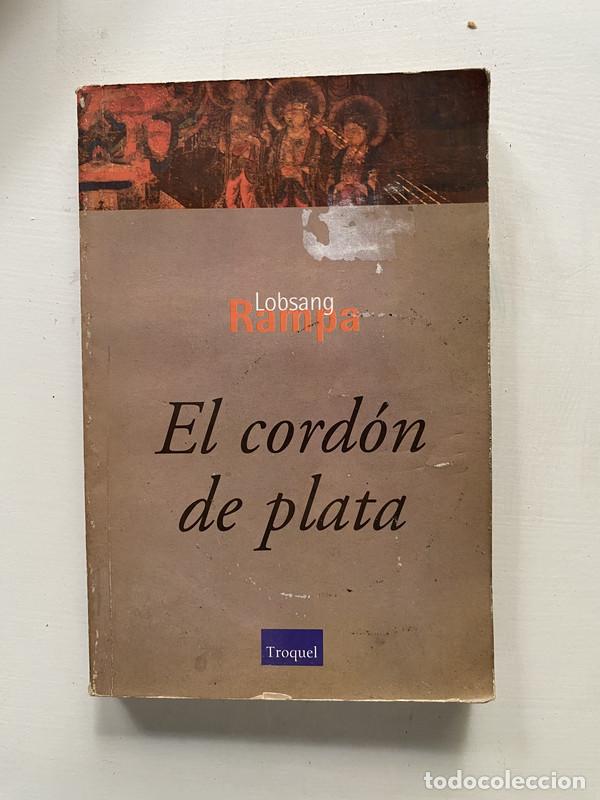 Lobsang
Rampa
El cordón
de plata
Troquel
todocoleccion